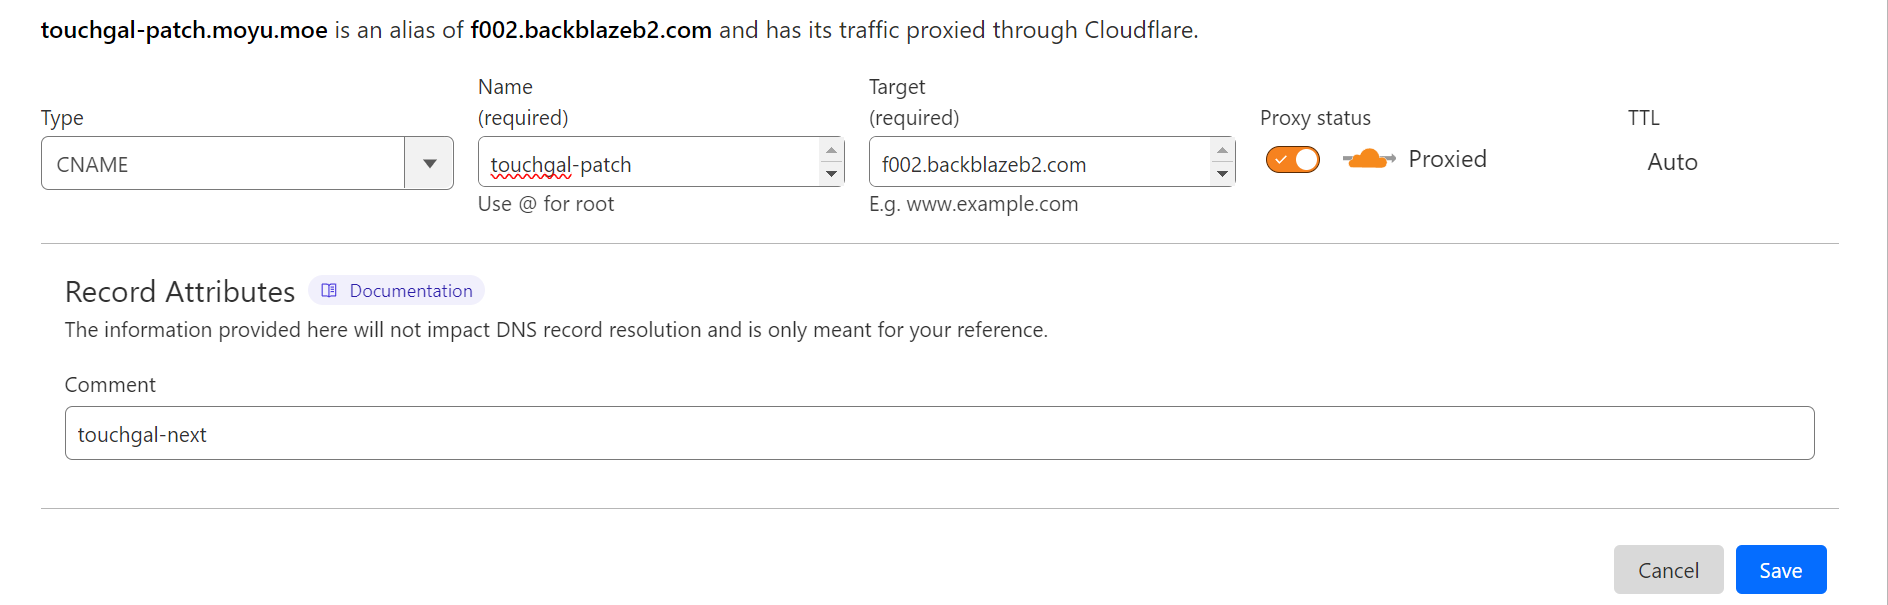 touchgal-patch.moyu.moe is an alias of f002.backblazeb2.com and has its traffic proxied through Cloudflare.
Type
Name
(required)
Target
(required)
Proxy status
TTL
CNAME
touchgal-patch
f002.backblazeb2.com
Proxied
Auto
Use @ for root
E.g. www.example.com
Record Attributes
Documentation
The information provided here will not impact DNS record resolution and is only meant for your reference.
Comment
touchgal-next
Cancel
Save